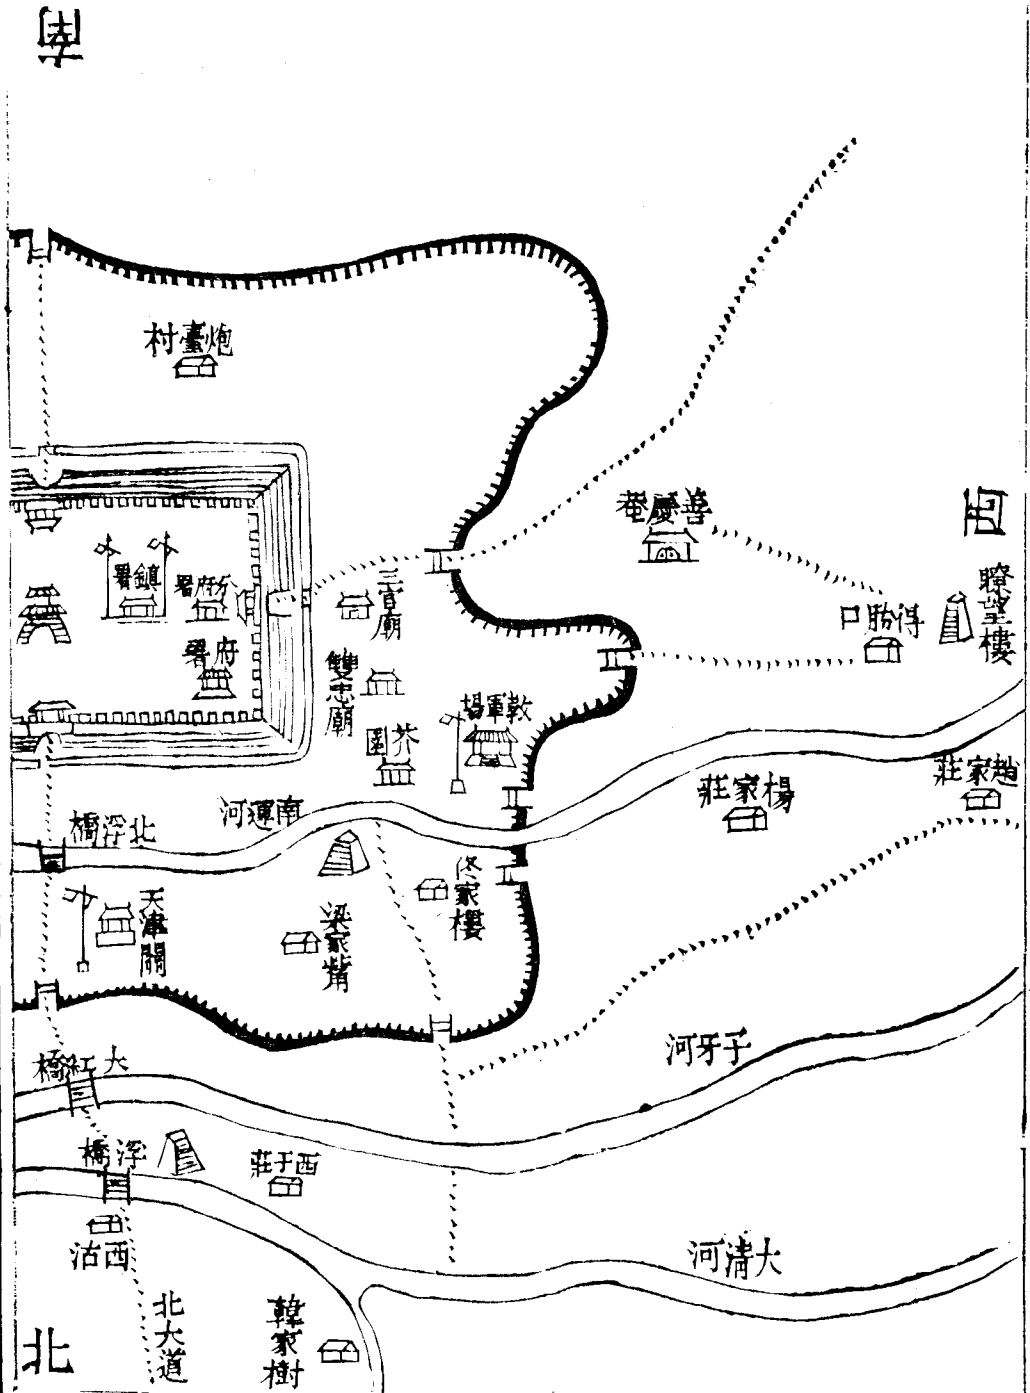 南
炮臺村
善慶菴
西
瞭望樓
得胎口
鎮署
分府署
府署
三官廟
雙忠廟
芥園
教軍場
趙家莊
楊家莊
南運河
北浮橋
佟家樓
梁家嘴
天津關
子牙河
大紅橋
浮橋
西于莊
西沽
大清河
北大道
韓家樹
北